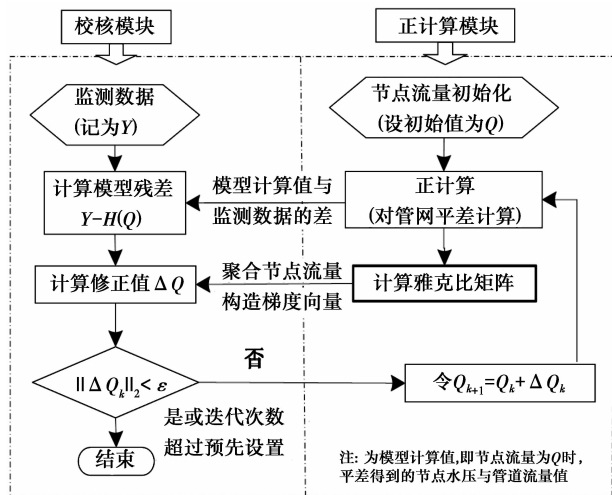 校核模块
正计算模块
监测数据
(记为Y)
节点流量初始化
(设初始值为Q)
计算模型残差
Y-H(Q)
模型计算值与
监测数据的差
正计算
(对管网平差计算)
计算修正值ΔQ
聚合节点流量
构造梯度向量
计算雅克比矩阵
||ΔQk||2<ε
否
令Qk+1=Qk+ΔQk
是或迭代次数
超过预先设置
结束
注: 为模型计算值,即节点流量为Q时,
平差得到的节点水压与管道流量值